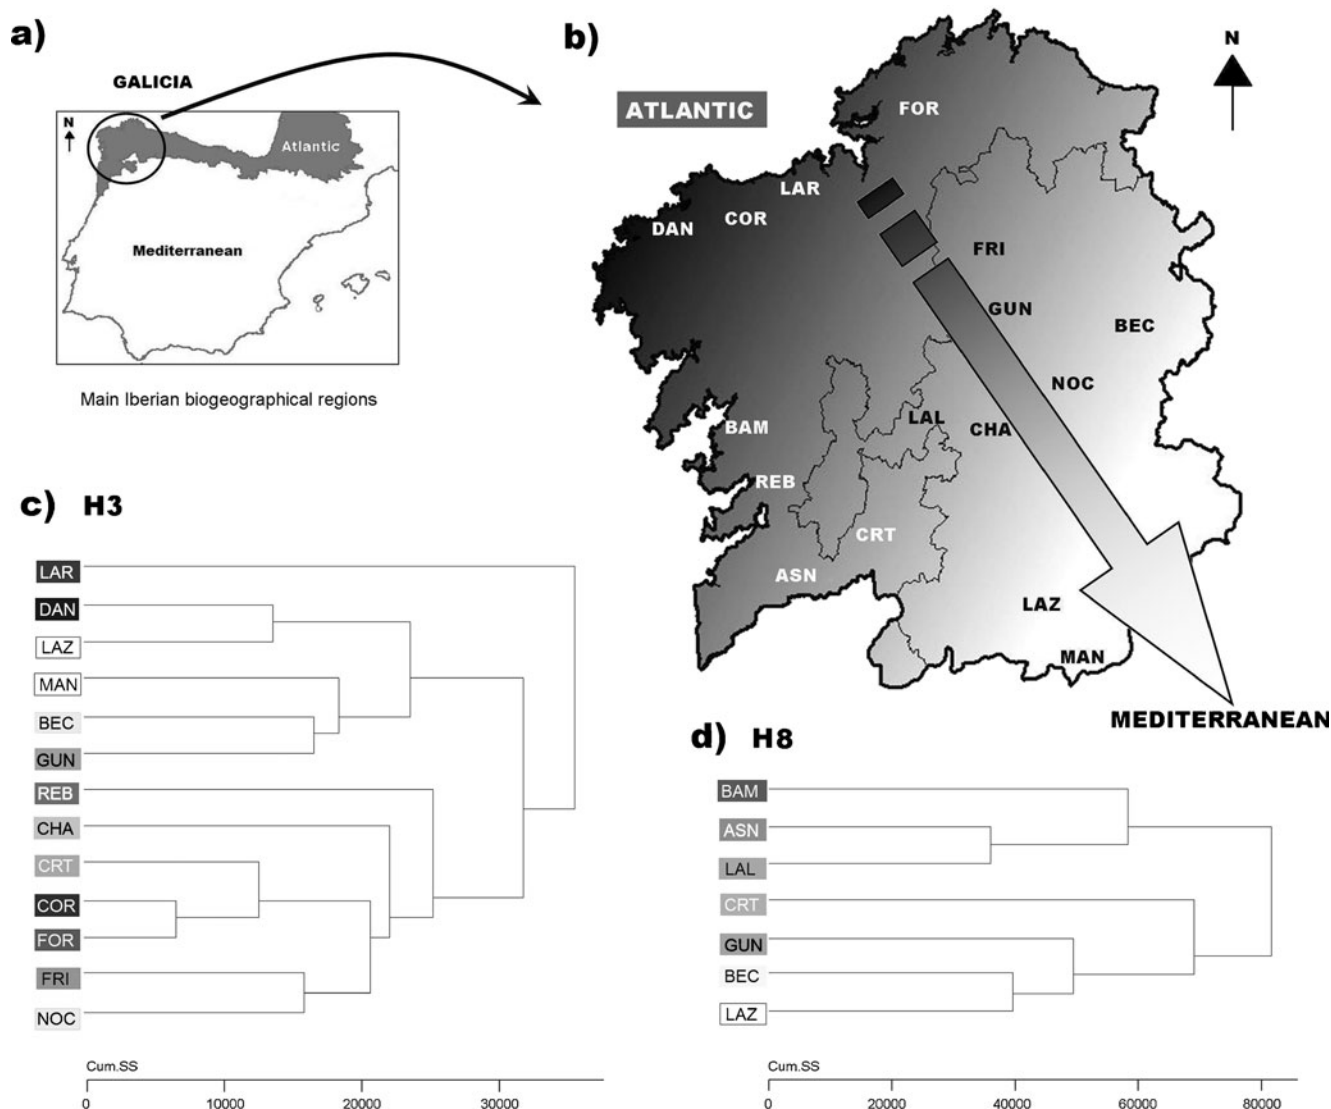 a)
GALICIA
N
Atlantic
Mediterranean
Main Iberian biogeographical regions
b)
N
ATLANTIC
FOR
LAR
COR
DAN
FRI
GUN
BEC
NOC
LAL
CHA
BAM
REB
CRT
ASN
LAZ
MAN
MEDITERRANEAN
c) H3
LAR
DAN
LAZ
MAN
BEC
GUN
REB
CHA
CRT
COR
FOR
FRI
NOC
Cum.SS
0 10000 20000 30000
d) H8
BAM
ASN
LAL
CRT
GUN
BEC
LAZ
Cum.SS
0 20000 40000 60000 80000